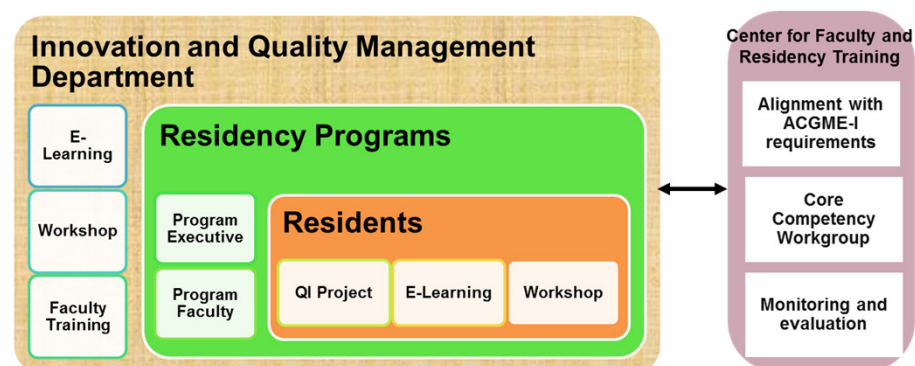 Innovation and Quality Management
Department
E-
Learning
Workshop
Faculty
Training
Residency Programs
Program
Executive
Program
Faculty
Residents
QI Project
E-Learning
Workshop
Center for Faculty and
Residency Training
Alignment with
ACGME-I
requirements
Core
Competency
Workgroup
Monitoring and
evaluation